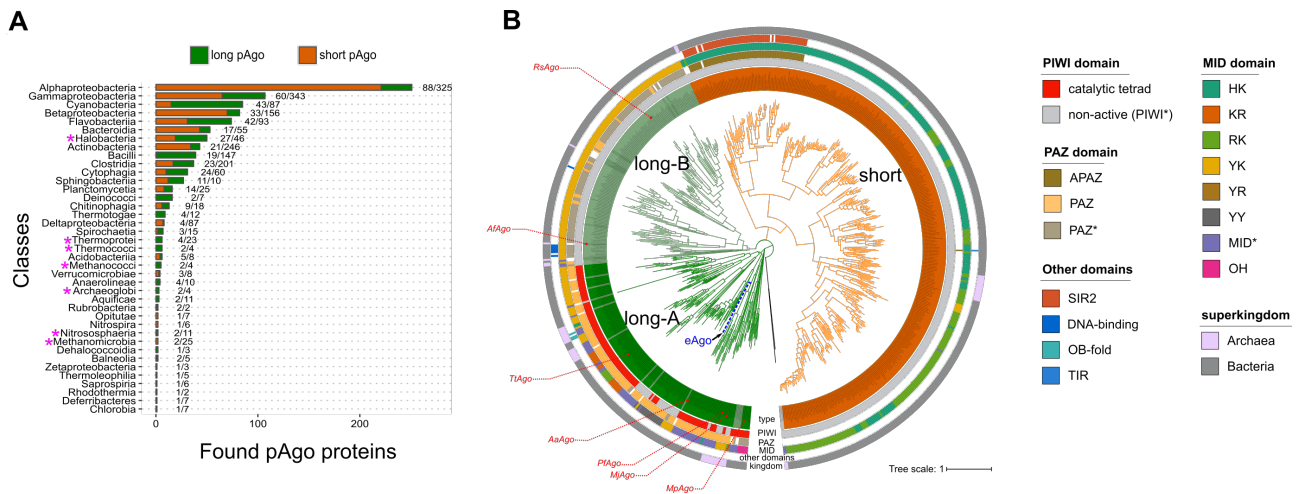 A
long pAgo
short pAgo
Alphaproteobacteria 88/325
Gammaproteobacteria 60/343
Cyanobacteria 43/87
Betaproteobacteria 33/156
Flavobacteria 42/93
Bacteroidia 17/55
*Halobacteria 27/46
Actinobacteria 21/246
Bacilli 19/147
Clostridia 23/201
Cytophagia 24/60
Sphingobacteria 11/10
Planctomycetia 14/25
Deinococci 2/7
Chitinophagia 9/18
Thermotogae 4/12
Deltaproteobacteria 4/87
Spirochaetia 3/15
*Thermoprotei 4/23
*Thermococci 2/4
Acidobacteriia 5/8
*Methanococci 2/4
Verrucomicrobiae 3/8
Anaerolineae 4/10
*Archaeoglobi 2/4
Aquificae 2/11
Rubrobacteria 2/2
Opitutae 1/7
Nitrospira 1/6
*Nitrososphaeria 2/11
*Methanomicrobia 2/25
Dehalococcoidia 1/3
Balneolia 2/5
Zetaproteobacteria 1/3
Thermoleophilia 1/5
Saprospiria 1/6
Rhodothermia 1/2
Deferribacteres 1/7
Chlorobia 1/7
Classes
0 100 200
Found pAgo proteins
B
RsAgo
AfAgo
TtAgo
AaAgo
PfAgo
MjAgo
MpAgo
long-B
short
long-A
eAgo
type
PIWI
PAZ
MID
other domains
kingdom
Tree scale: 1
PIWI domain
catalytic tetrad
non-active (PIWI*)
PAZ domain
APAZ
PAZ
PAZ*
Other domains
SIR2
DNA-binding
OB-fold
TIR
MID domain
HK
KR
RK
YK
YR
YY
MID*
OH
superkingdom
Archaea
Bacteria